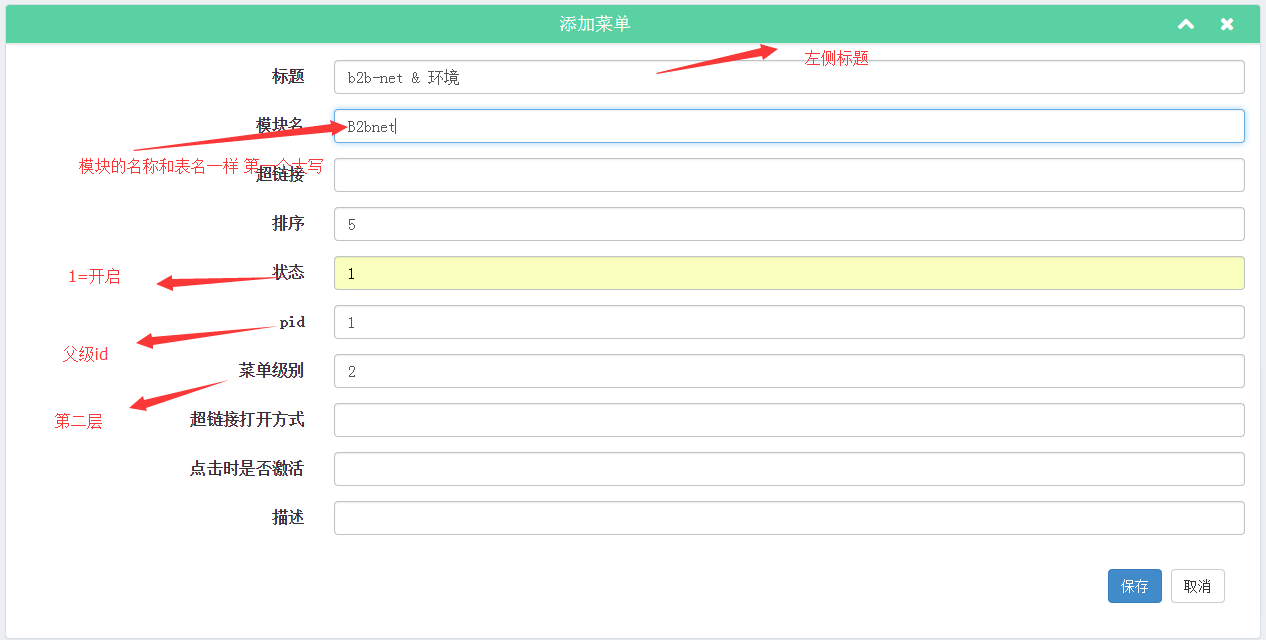 添加菜单
左侧标题
标题 b2b-net & 环境
模块名 B2bnet
模块的名称和表名一样 第一个大写
超链接
排序 5
1=开启
状态 1
pid 1
父级id
菜单级别 2
第二层
超链接打开方式
点击时是否激活
描述
保存 取消